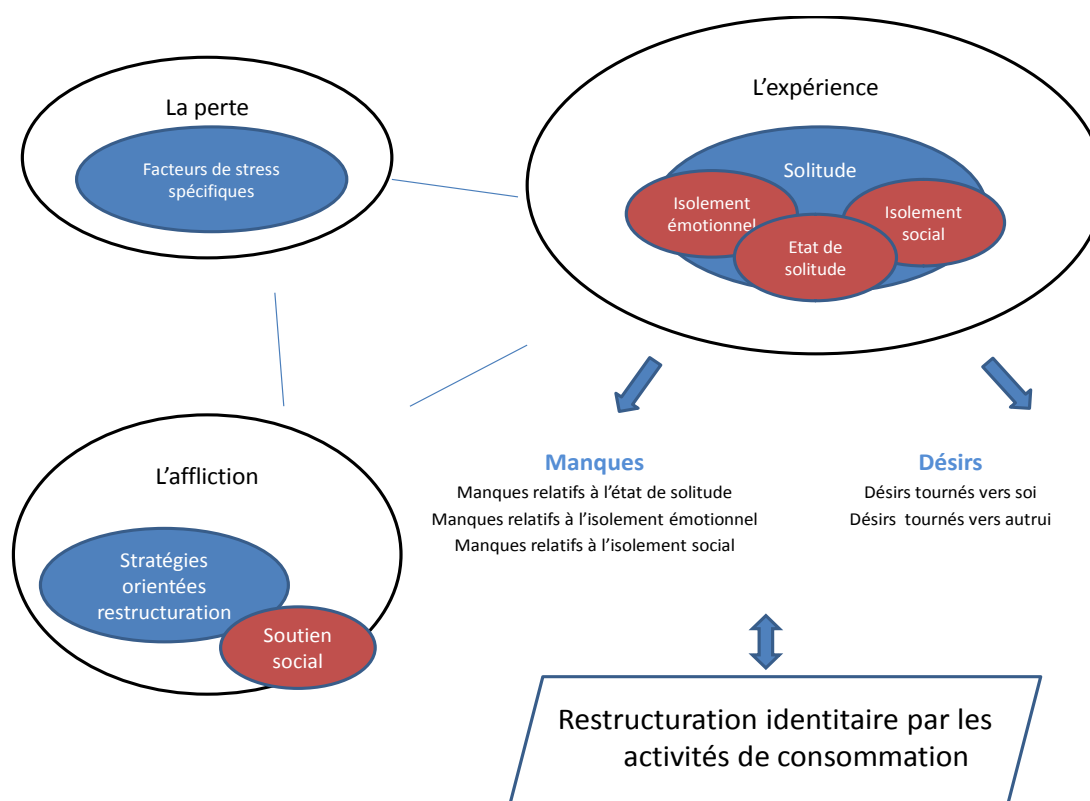 La perte
Facteurs de stress
spécifiques
L'expérience
Solitude
Isolement
émotionnel
Isolement
social
Etat de
solitude
L'affliction
Stratégies
orientées
restructuration
Soutien
social
Manques
Manques relatifs à l'état de solitude
Manques relatifs à l'isolement émotionnel
Manques relatifs à l'isolement social
Désirs
Désirs tournés vers soi
Désirs tournés vers autrui
Restructuration identitaire par les
activités de consommation